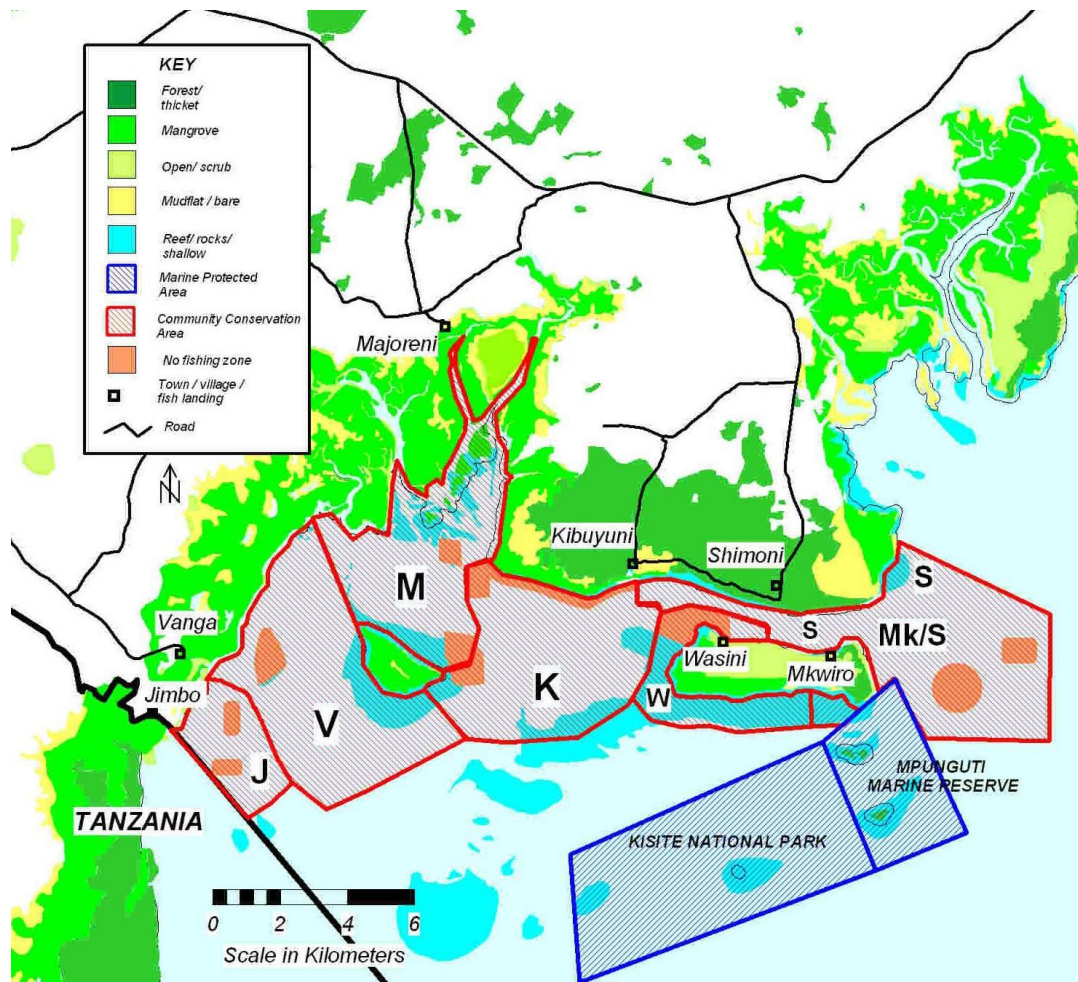 KEY
Forest/
thicket
Mangrove
Open/ scrub
Mudflat / bare
Reef/ rocks/
shallow
Marine Protected
Area
Community Conservation
Area
No fishing zone
Town / village /
fish landing
Road
N
Majoreni
Kibuyuni
Shimoni
Vanga
Jimbo
Wasini
Mkwiro
M
S
S
Mk/S
K
W
V
J
TANZANIA
MPUNGUTI
MARINE RESERVE
KISITE NATIONAL PARK
0 2 4 6
Scale in Kilometers